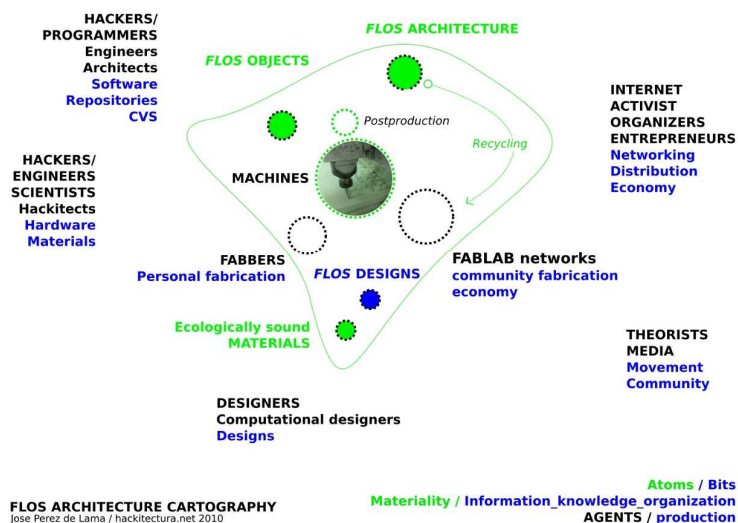 HACKERS/
PROGRAMMERS
Engineers
Architects
Software
Repositories
CVS
FLOS ARCHITECTURE
FLOS OBJECTS
Postproduction
Recycling
INTERNET
ACTIVIST
ORGANIZERS
ENTREPRENEURS
Networking
Distribution
Economy
HACKERS/
ENGINEERS
SCIENTISTS
Hackitects
Hardware
Materials
MACHINES
FABBERS
Personal fabrication
FLOS DESIGNS
FABLAB networks
community fabrication
economy
Ecologically sound
MATERIALS
THEORISTS
MEDIA
Movement
Community
DESIGNERS
Computational designers
Designs
FLOS ARCHITECTURE CARTOGRAPHY
Jose Perez de Lama / hackitectura.net 2010
Atoms / Bits
Materiality / Information_knowledge_organization
AGENTS / production